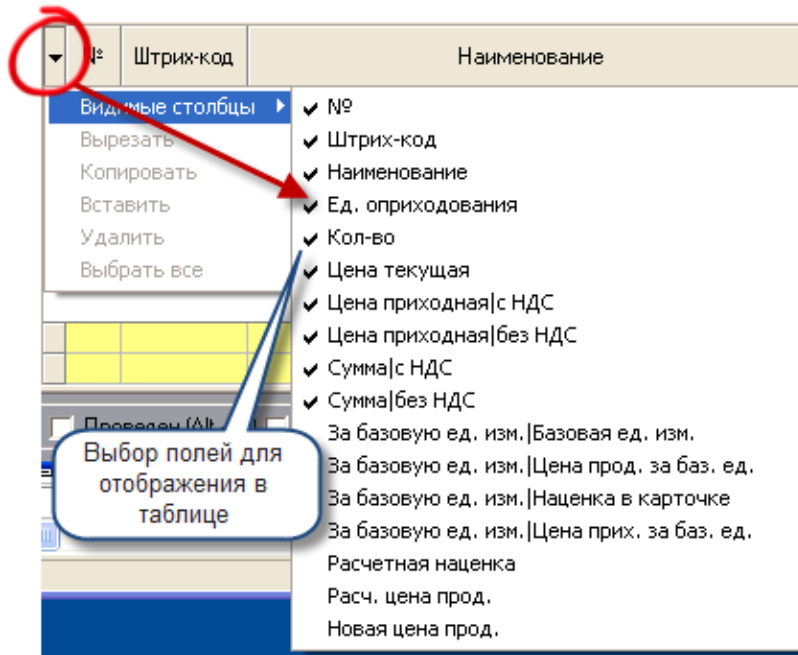 № Штрих-код Наименование
Видимые столбцы
Вырезать
Копировать
Вставить
Удалить
Выбрать все
№
Штрих-код
Наименование
Ед. оприходования
Кол-во
Цена текущая
Цена приходная|с НДС
Цена приходная|без НДС
Сумма|с НДС
Сумма|без НДС
За базовую ед. изм.|Базовая ед. изм.
За базовую ед. изм.|Цена прод. за баз. ед.
За базовую ед. изм.|Наценка в карточке
За базовую ед. изм.|Цена прих. за баз. ед.
Расчетная наценка
Расч. цена прод.
Новая цена прод.
Проведен (Alt
Выбор полей для
отображения в
таблице